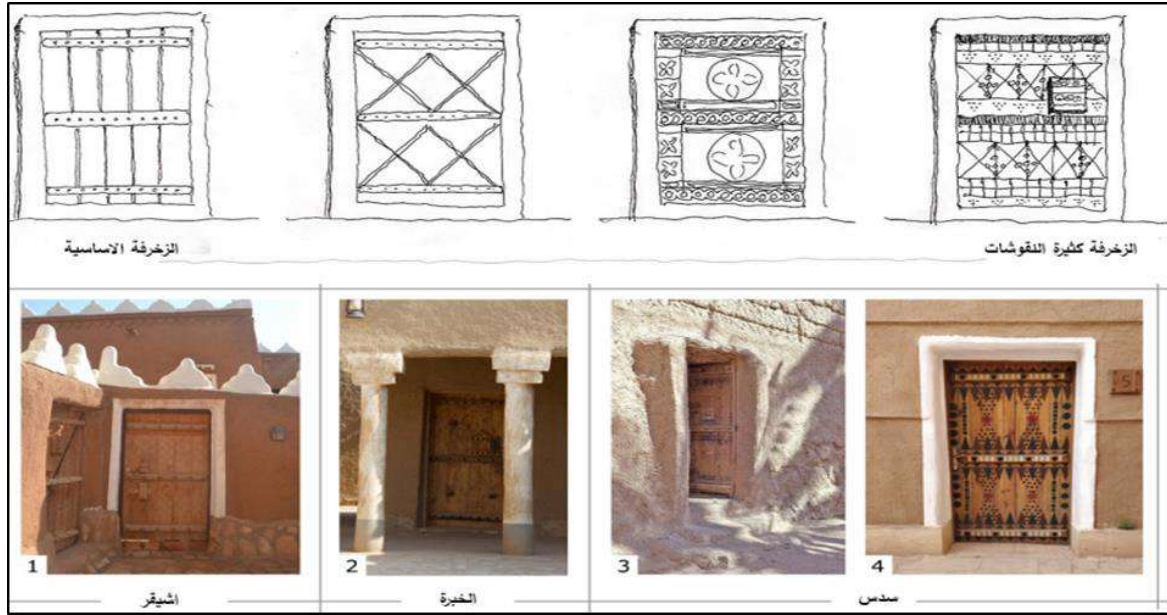 الزخرفة الاساسية
الزخرفة كثيرة النقوشات
1
2
3
4
5
اشيقر
الخبرة
سدس